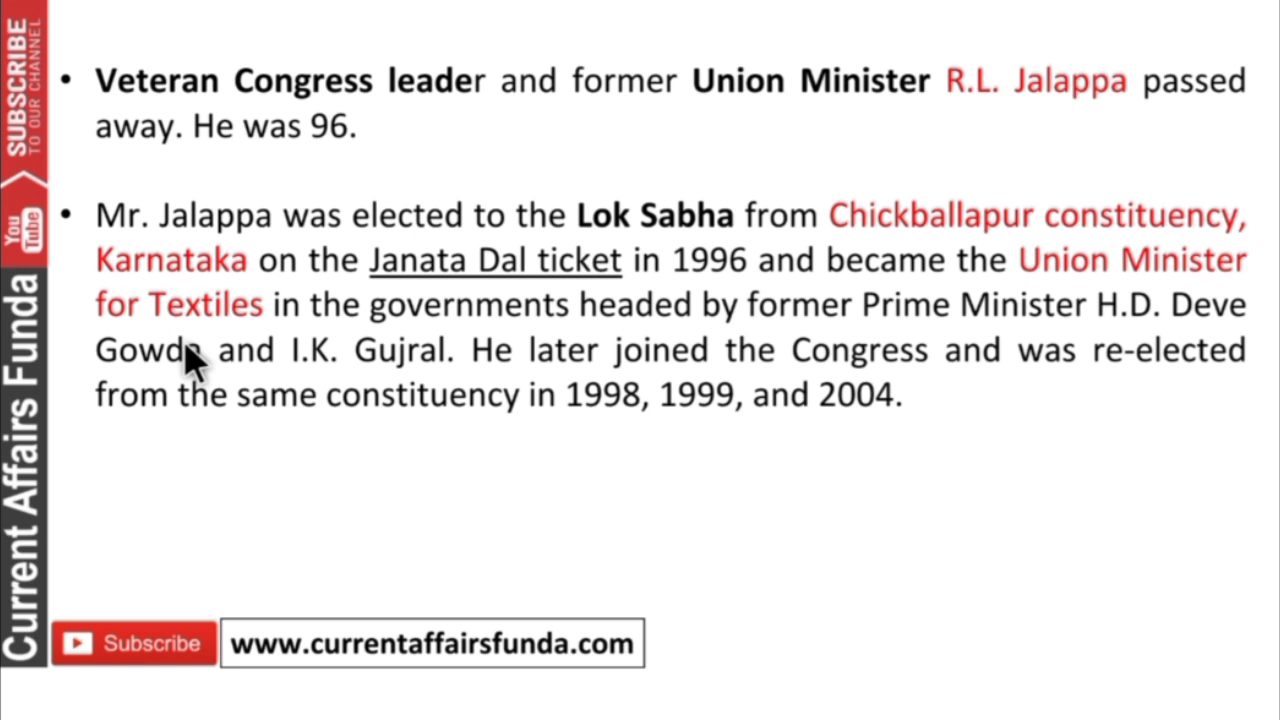 SUBSCRIBE
TO OUR CHANNEL
You
Tube
Current Affairs Funda
• Veteran Congress leader and former Union Minister R.L. Jalappa passed
away. He was 96.
• Mr. Jalappa was elected to the Lok Sabha from Chickballapur constituency,
Karnataka on the Janata Dal ticket in 1996 and became the Union Minister
for Textiles in the governments headed by former Prime Minister H.D. Deve
Gowda and I.K. Gujral. He later joined the Congress and was re-elected
from the same constituency in 1998, 1999, and 2004.
Subscribe
www.currentaffairsfunda.com